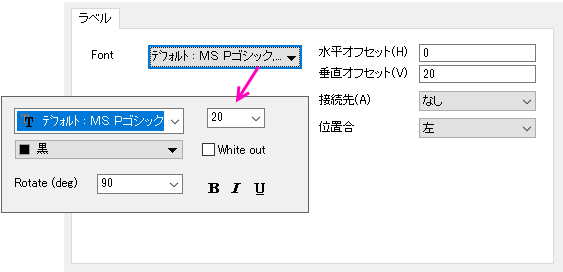 ラベル
Font
デフォルト : MS Pゴシック,...
水平オフセット(H)
0
垂直オフセット(V)
20
接続先(A)
なし
位置合
左
デフォルト : MS Pゴシック
20
黒
White out
Rotate (deg)
90
B I U